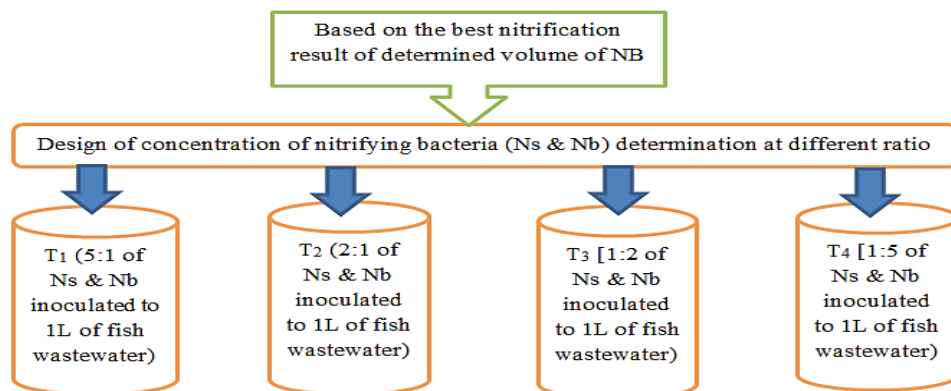 Based on the best nitrification
result of determined volume of NB
Design of concentration of nitrifying bacteria (Ns & Nb) determination at different ratio
T1 (5:1 of
Ns & Nb
inoculated to
1L of fish
wastewater)
T2 (2:1 of
Ns & Nb
inoculated
to 1L of fish
wastewater)
T3 [1:2 of
Ns & Nb
inoculated
to 1L of fish
wastewater)
T4 [1:5 of
Ns & Nb
inoculated
to 1L of fish
wastewater)